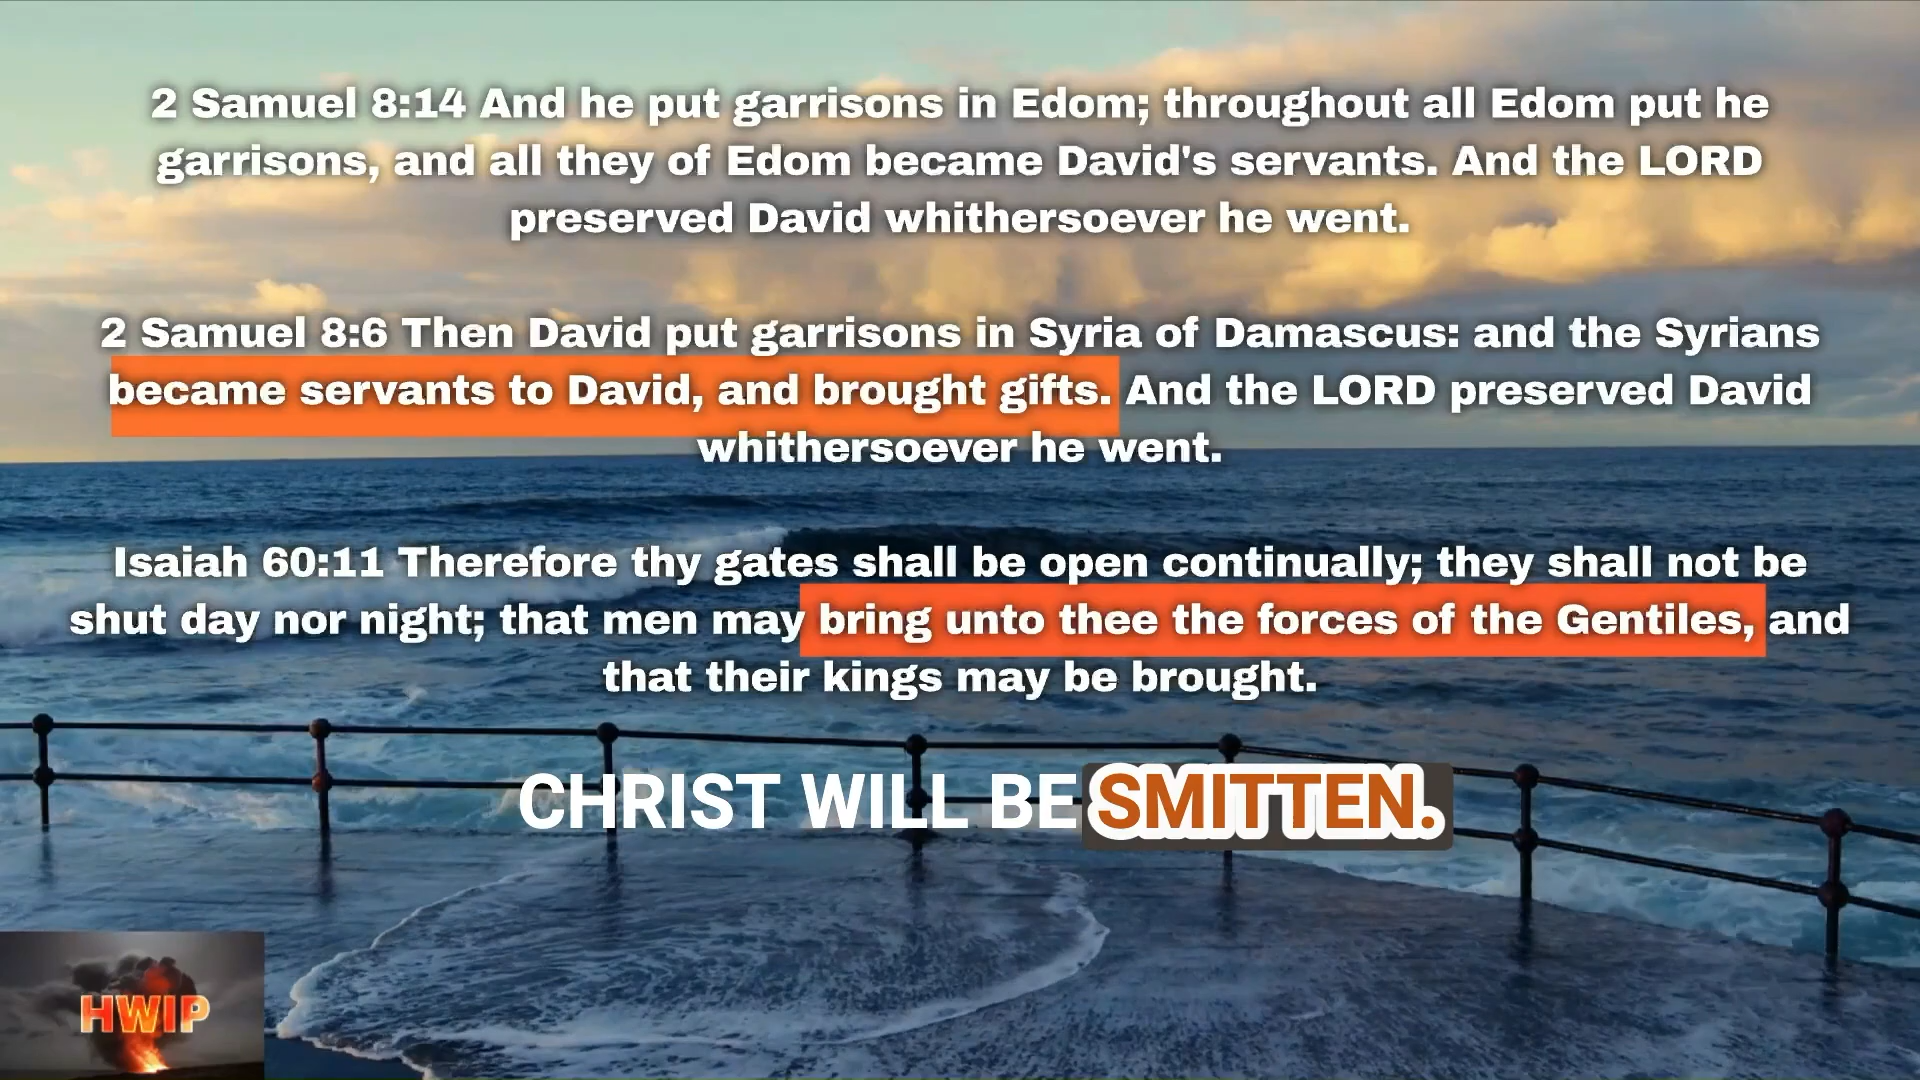 2 Samuel 8:14 And he put garrisons in Edom; throughout all Edom put he
garrisons, and all they of Edom became David's servants. And the LORD
preserved David whithersoever he went.
2 Samuel 8:6 Then David put garrisons in Syria of Damascus: and the Syrians
became servants to David, and brought gifts. And the LORD preserved David
whithersoever he went.
Isaiah 60:11 Therefore thy gates shall be open continually; they shall not be
shut day nor night; that men may bring unto thee the forces of the Gentiles, and
that their kings may be brought.
CHRIST WILL BE SMITTEN.
HWIP